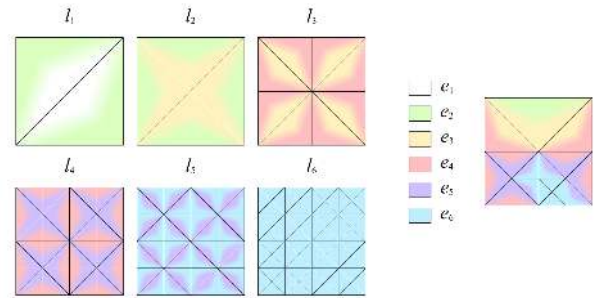 l₁ l₂ l₃
e₁
e₂
e₃
e₄
e₅
e₆
l₄ l₅ l₆